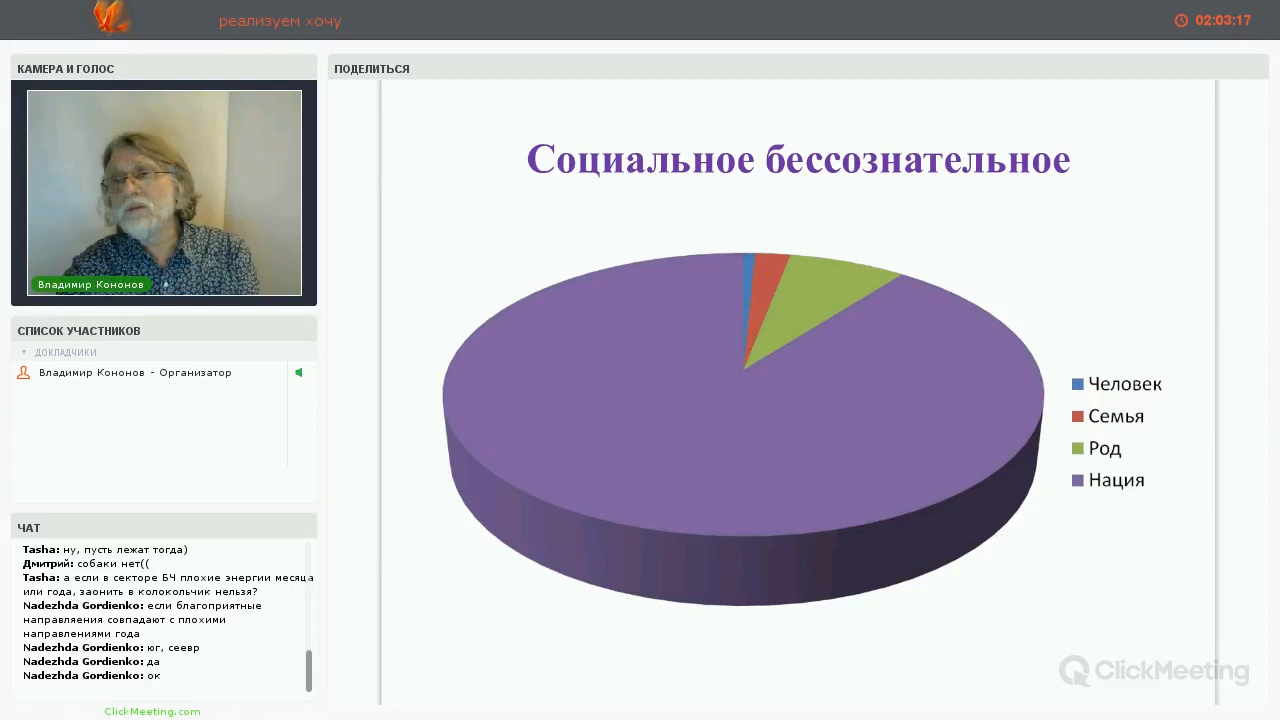 реализуем хочу
02:03:17
КАМЕРА И ГОЛОС
Владимир Кононов
СПИСОК УЧАСТНИКОВ
ДОКЛАДЧИКИ
Владимир Кононов - Организатор
ЧАТ
Tasha: ну, пусть лежат тогда)
Дмитрий: собаки нет((
Tasha: а если в секторе БЧ плохие энергии месяца
или года, заонить в колокольчик нельзя?
Nadezhda Gordienko: если благоприятные
направляения совпадают с плохими
направлениями года
Nadezhda Gordienko: юг, сеевр
Nadezhda Gordienko: да
Nadezhda Gordienko: ок
ClickMeeting.com
ПОДЕЛИТЬСЯ
Социальное бессознательное
Человек
Семья
Род
Нация
ClickMeeting